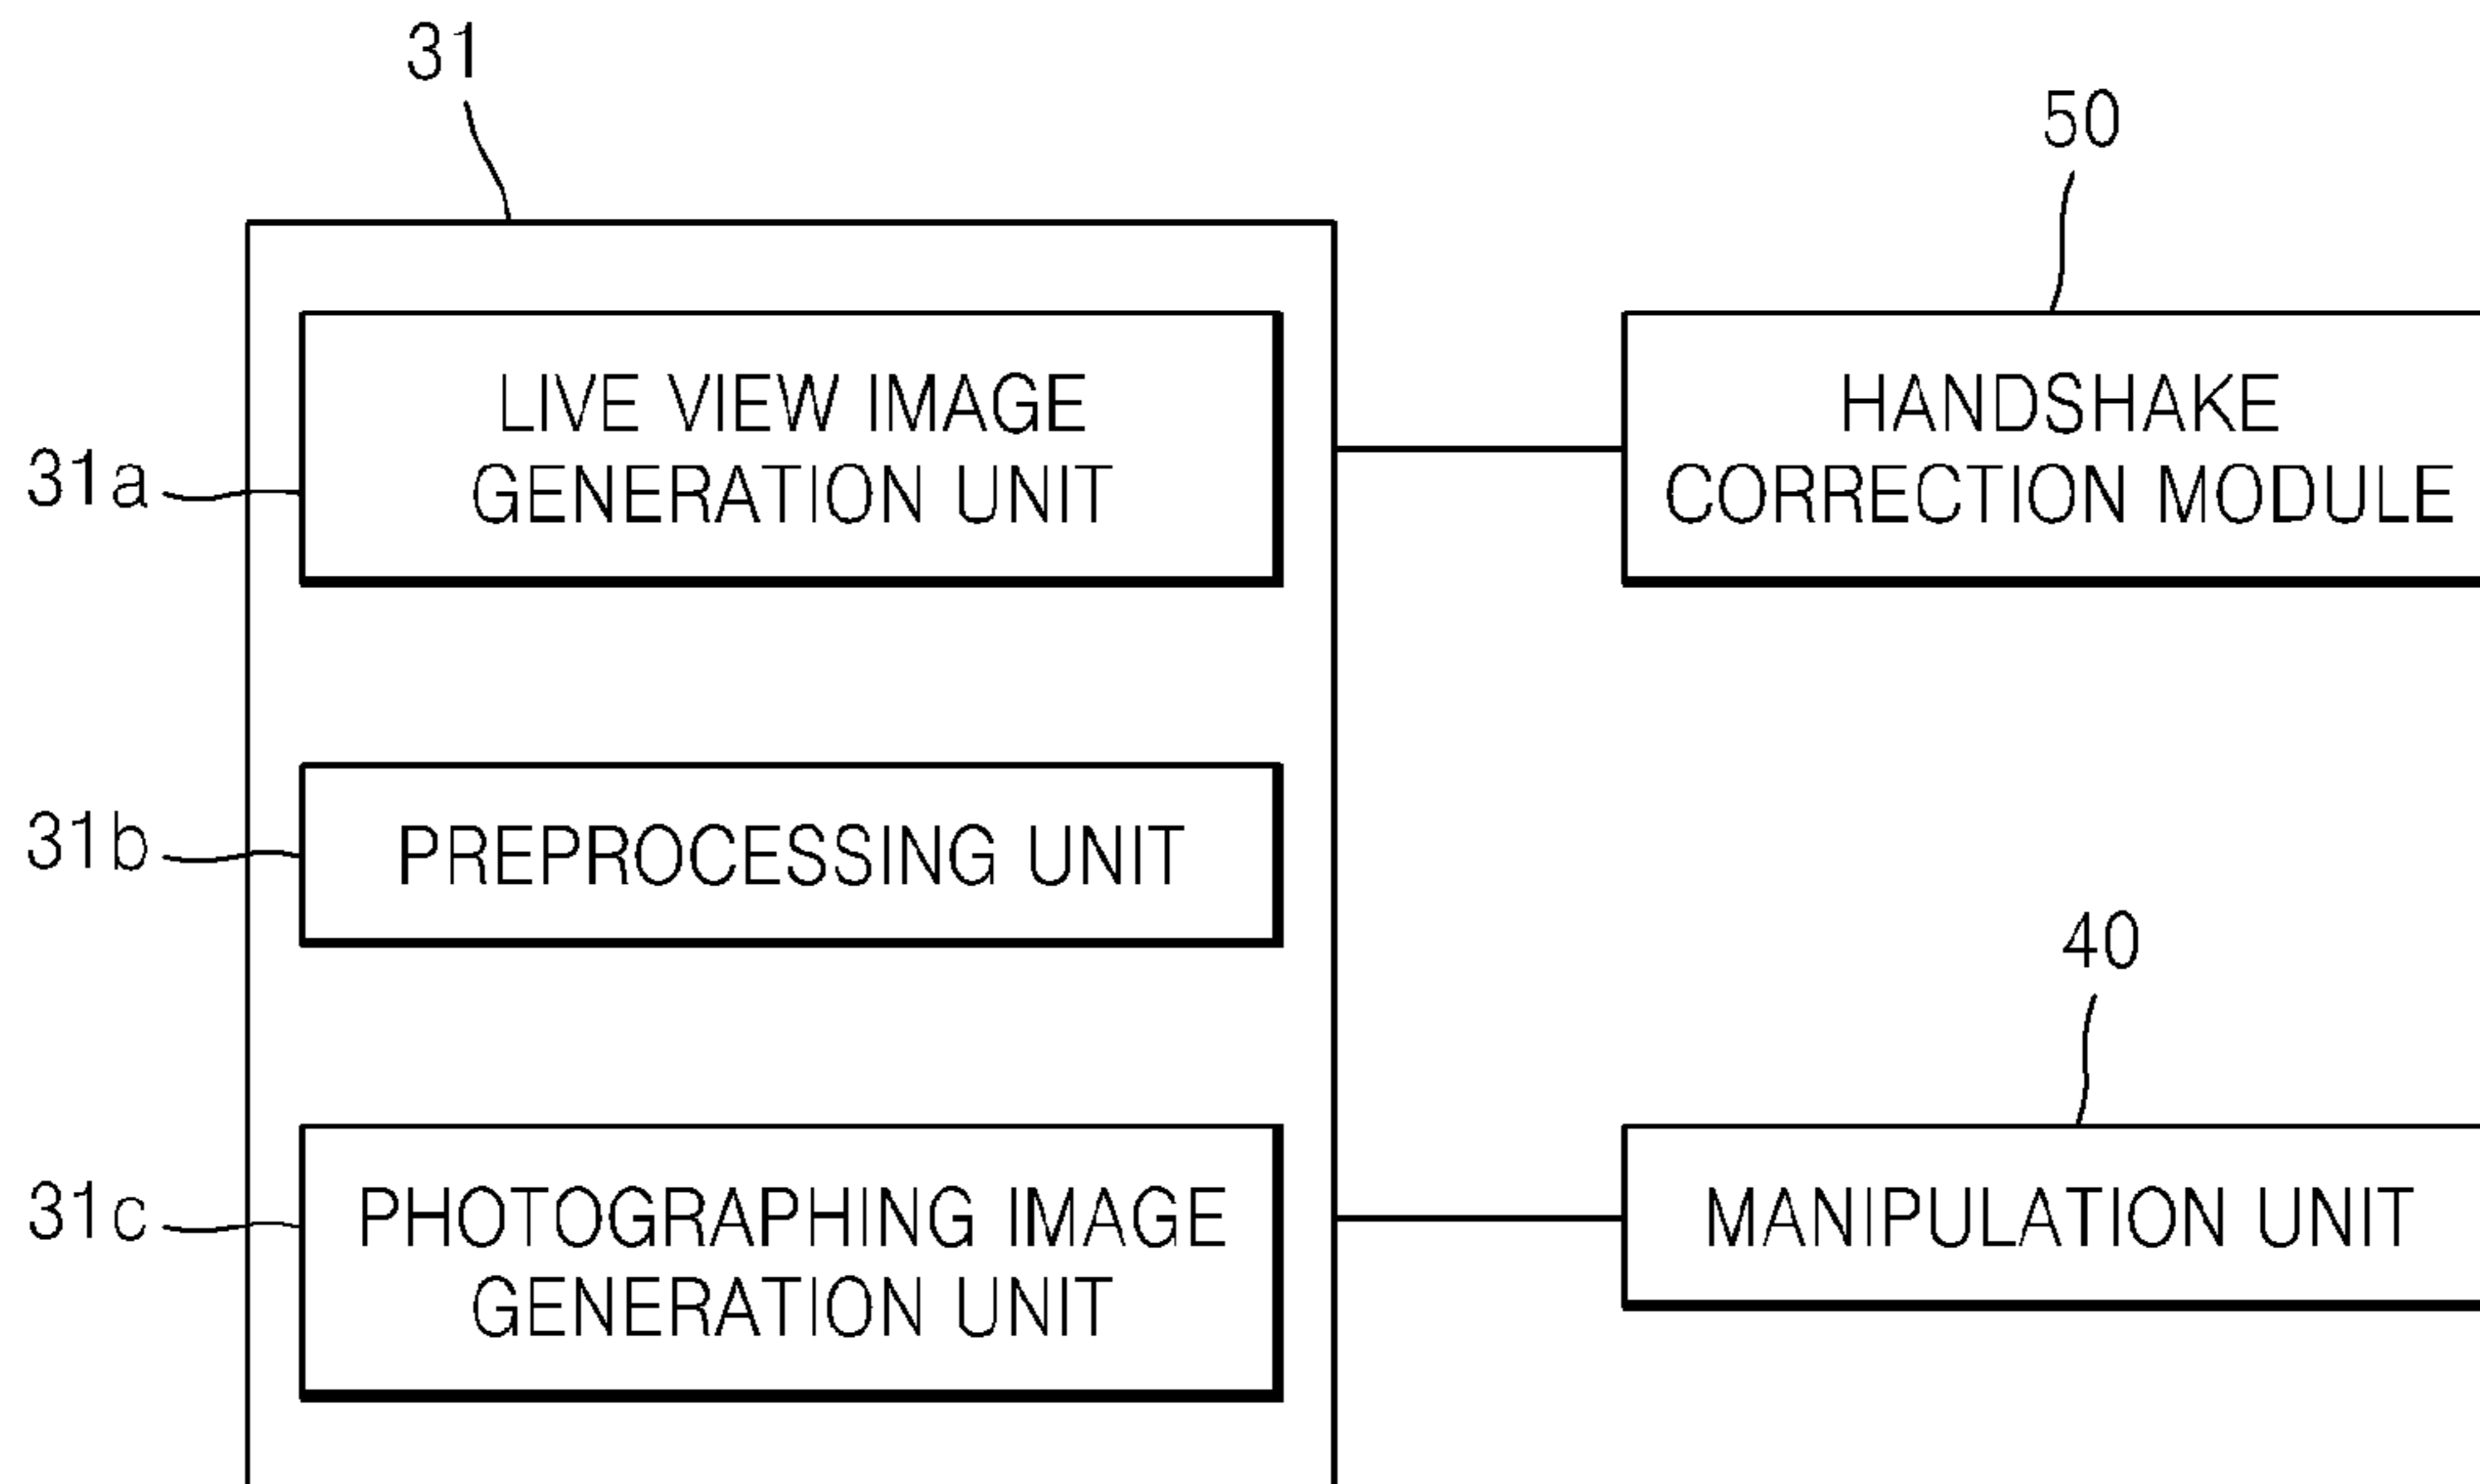 31
50
31a
LIVE VIEW IMAGE
GENERATION UNIT
HANDSHAKE
CORRECTION MODULE
31b
PREPROCESSING UNIT
40
31c
PHOTOGRAPHING IMAGE
GENERATION UNIT
MANIPULATION UNIT